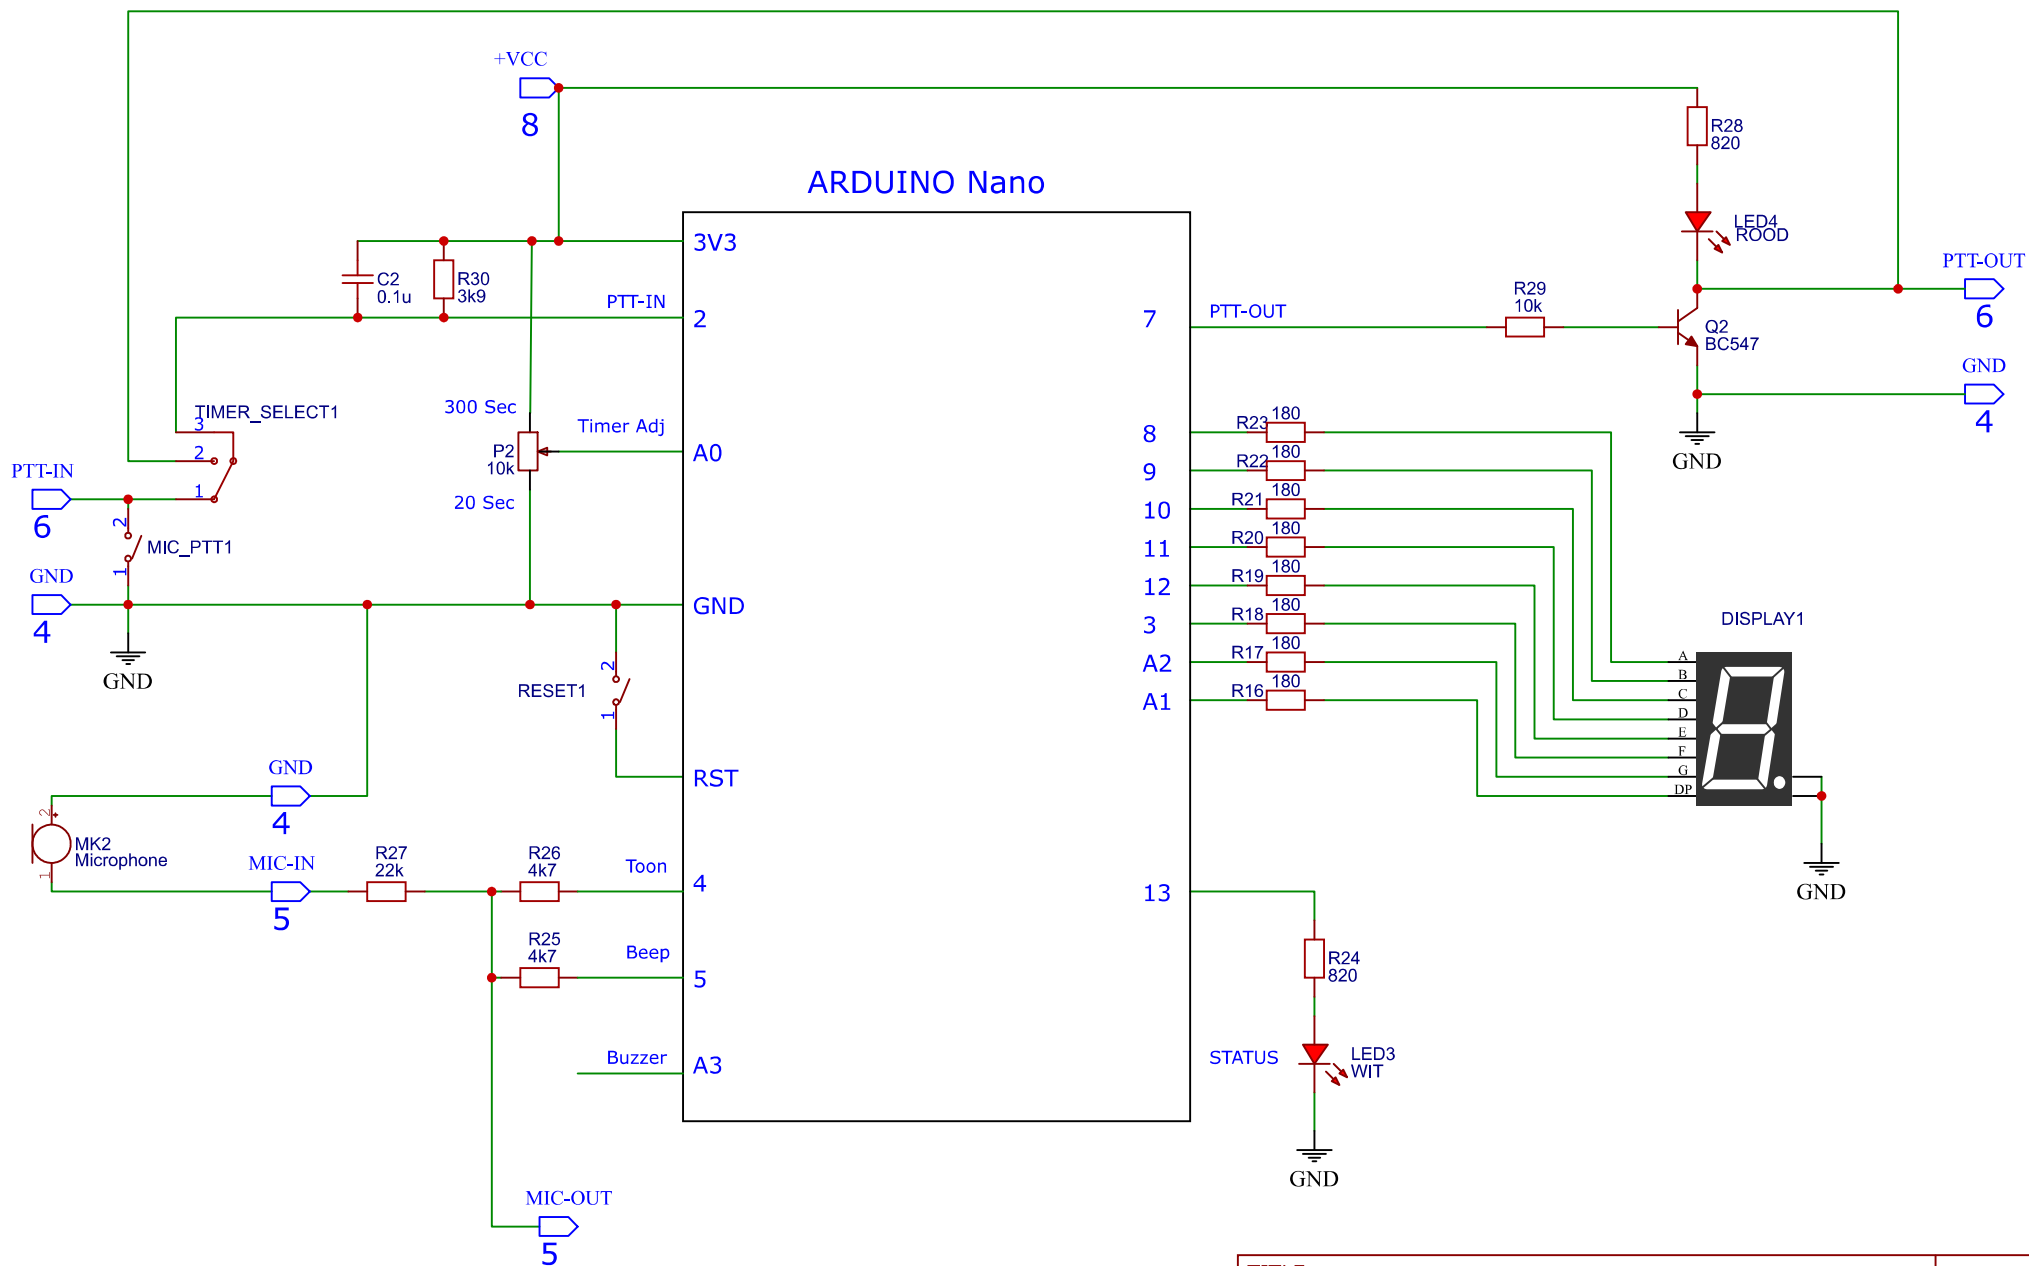 +VCC
8
ARDUINO Nano
R28
820
LED4
ROOD
3V3
C2
0.1u
R30
3k9
PTT-IN
2
PTT-OUT
6
R29
10k
7
PTT-OUT
Q2
BC547
GND
4
GND
TIMER_SELECT1
3
2
1
300 Sec
Timer Adj
P2
10k
A0
20 Sec
PTT-IN
6
2
MIC_PTT1
1
GND
4
GND
8
R23
180
9
R22
180
10
R21
180
11
R20
180
12
R19
180
3
R18
180
A2
R17
180
A1
R16
180
GND
2
RESET1
1
RST
DISPLAY1
A
B
C
D
E
F
G
DP
GND
GND
4
2
+
MK2
Microphone
1
MIC-IN
5
R27
22k
R26
4k7
Toon
4
R25
4k7
Beep
5
Buzzer
A3
13
R24
820
STATUS
LED3
WIT
GND
MIC-OUT
5